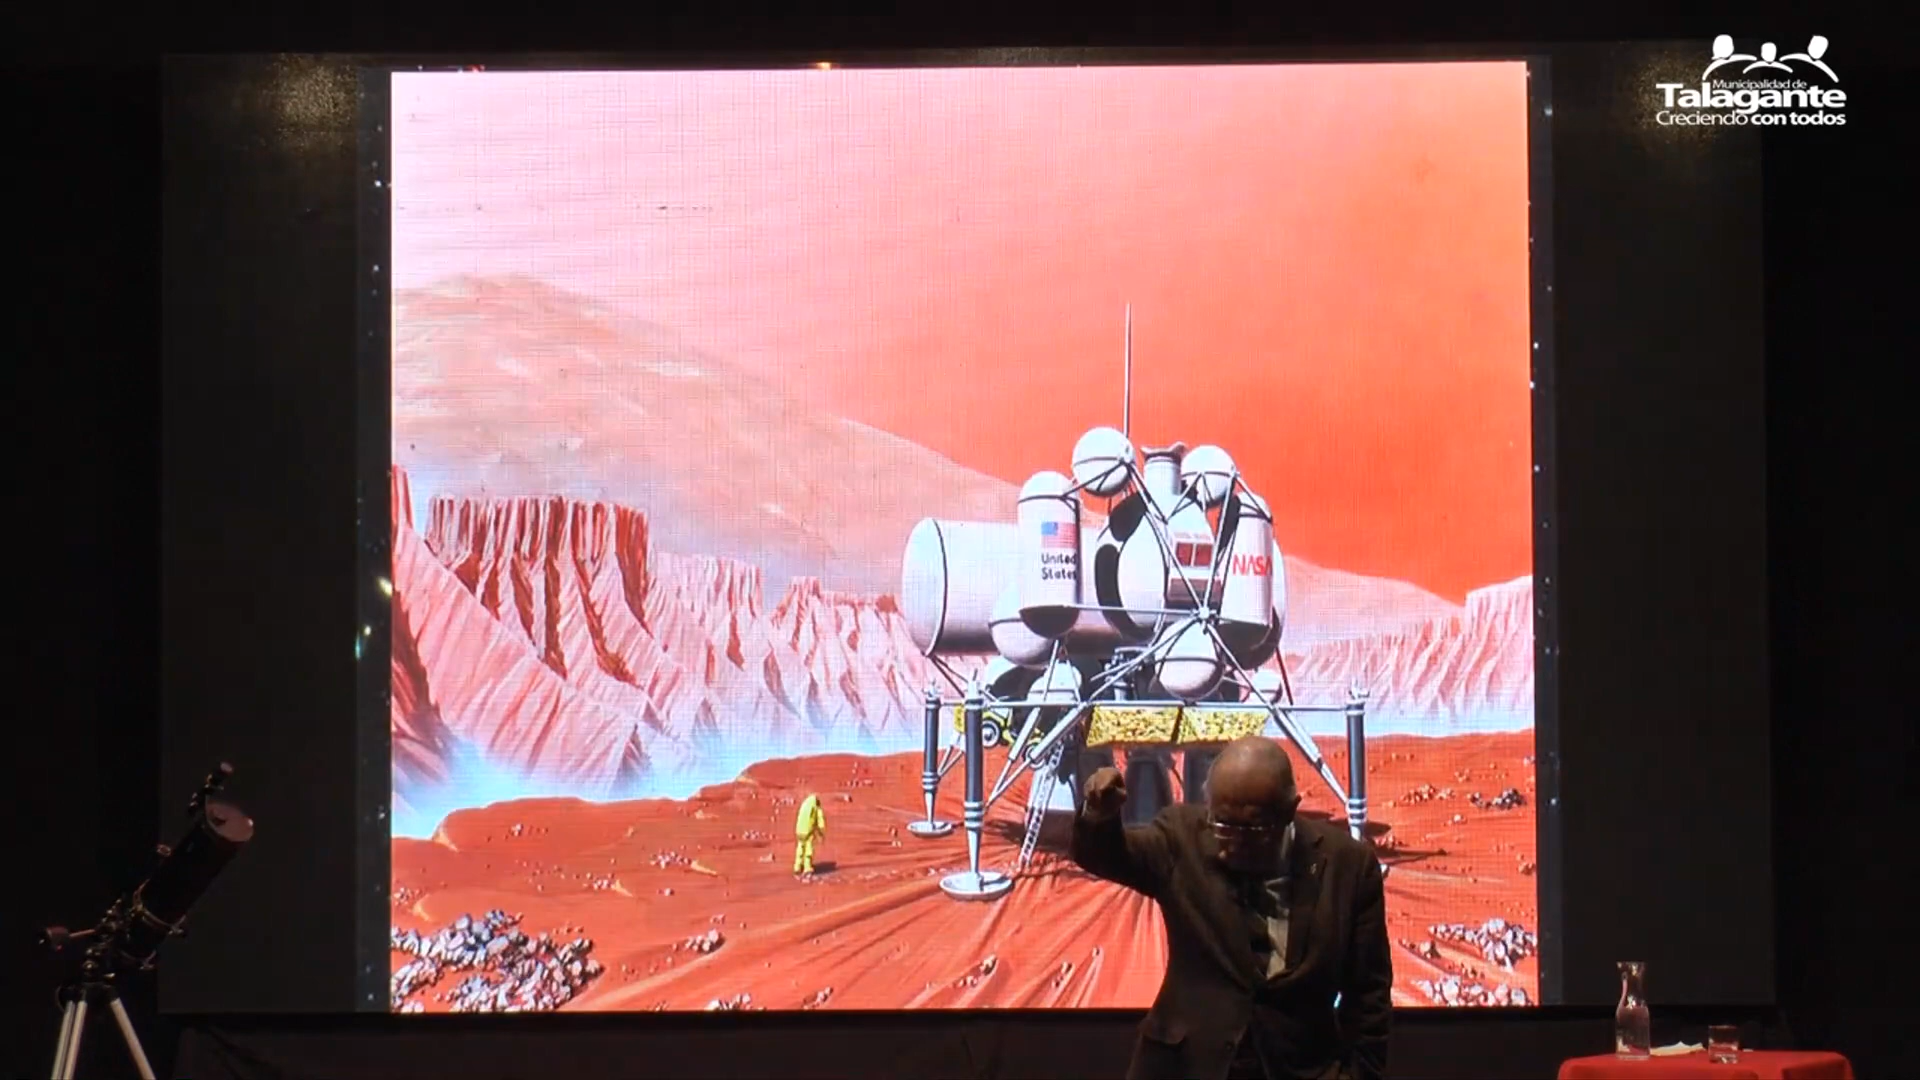 Municipalidad de
Talagante
Creciendo con todos
United
States
NASA